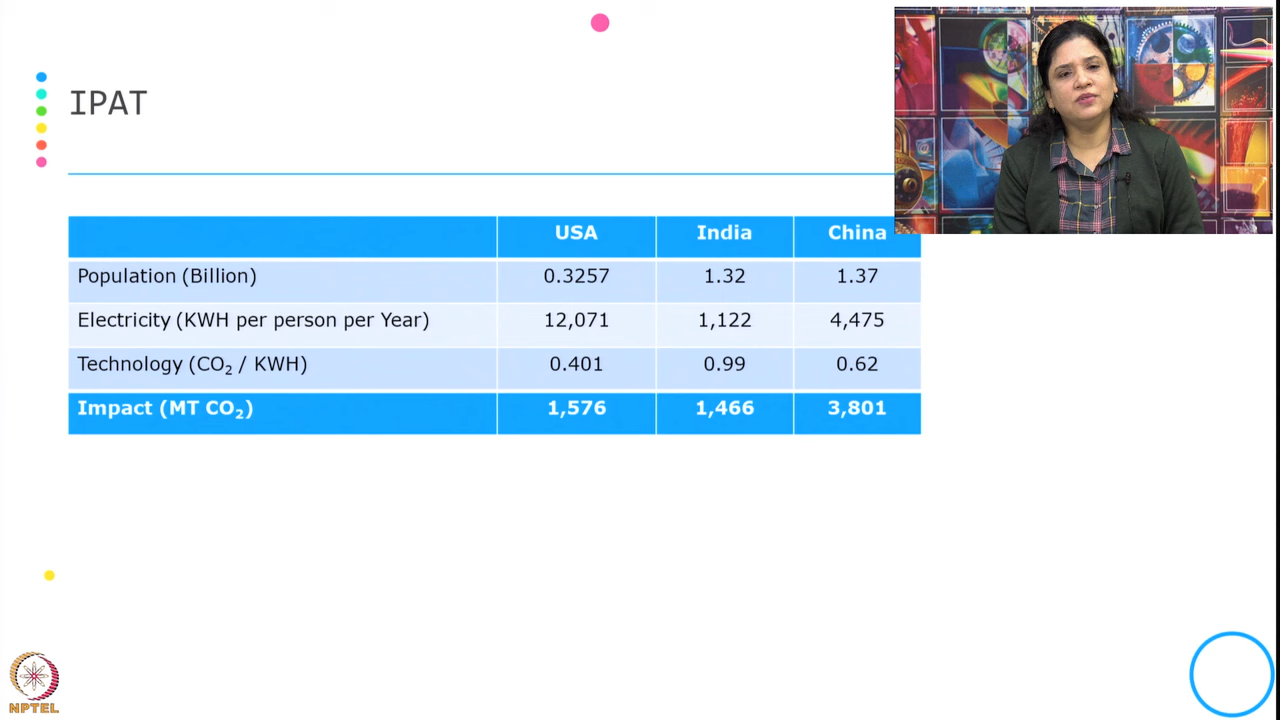 IPAT
USA India China
Population (Billion) 0.3257 1.32 1.37
Electricity (KWH per person per Year) 12,071 1,122 4,475
Technology (CO₂ / KWH) 0.401 0.99 0.62
Impact (MT CO₂) 1,576 1,466 3,801
NPTEL